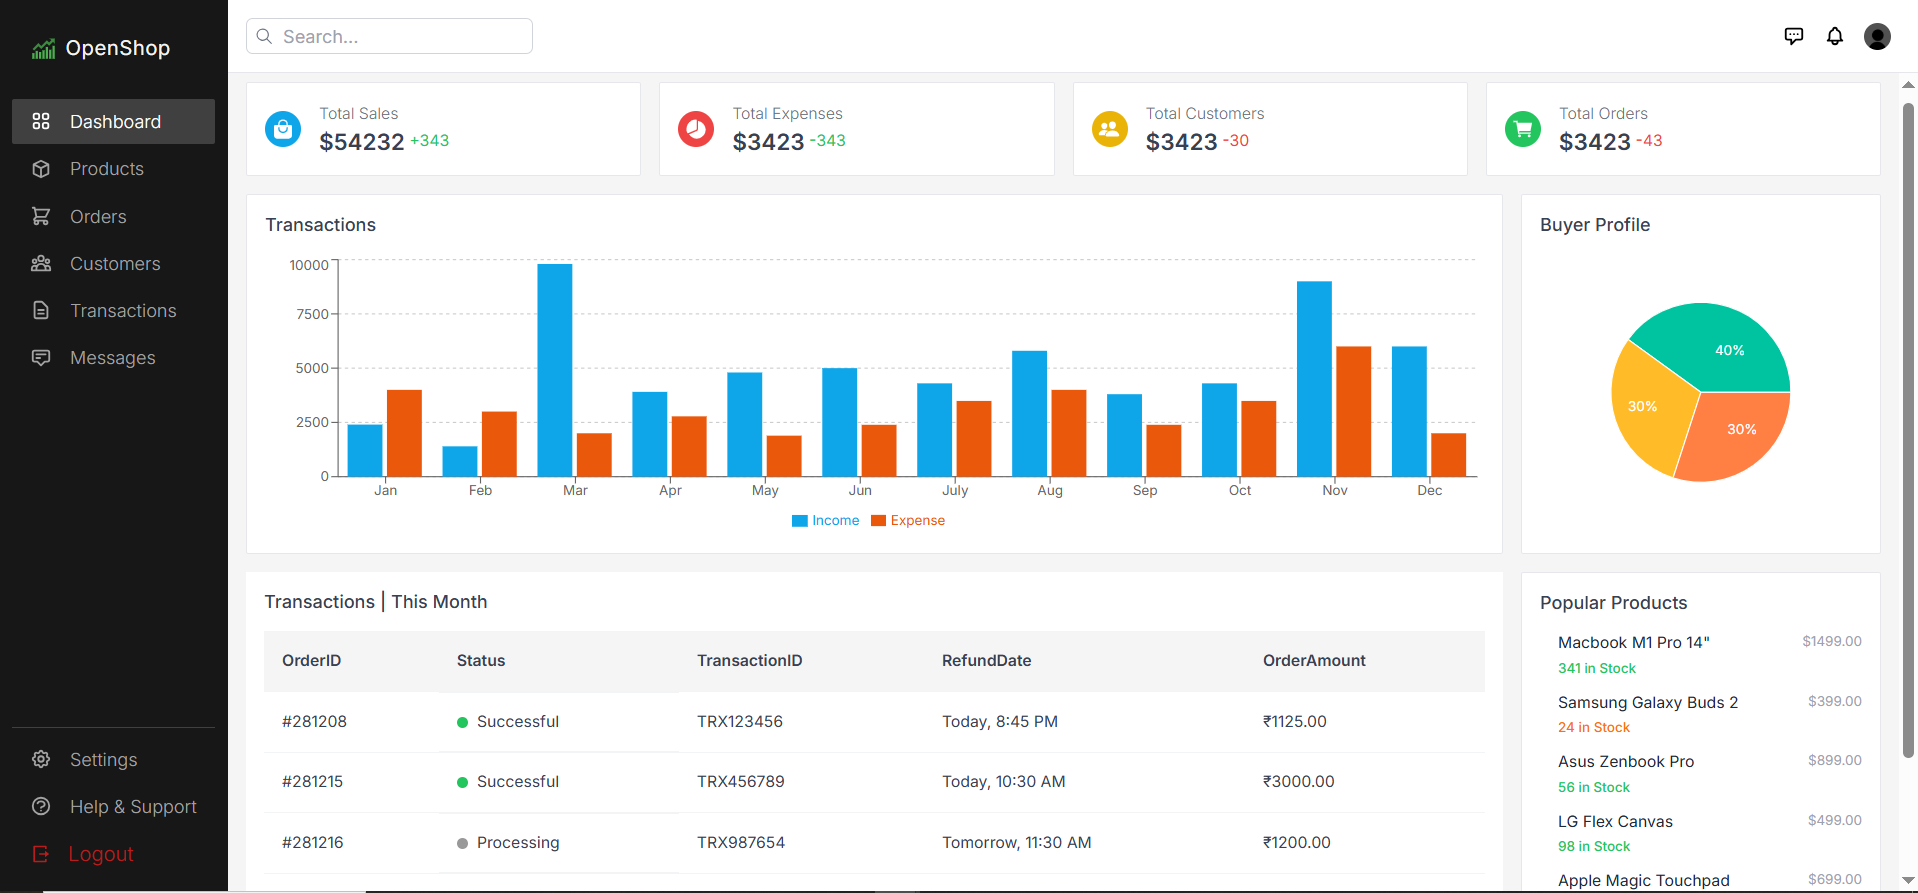 OpenShop
Search...
Dashboard
Products
Orders
Customers
Transactions
Messages
Settings
Help & Support
Logout
Total Sales
$54232 +343
Total Expenses
$3423 -343
Total Customers
$3423 -30
Total Orders
$3423 -43
Transactions
10000
7500
5000
2500
0
Jan Feb Mar Apr May Jun July Aug Sep Oct Nov Dec
Income Expense
Buyer Profile
40%
30%
30%
Transactions | This Month
OrderID Status TransactionID RefundDate OrderAmount
#281208 Successful TRX123456 Today, 8:45 PM ₹1125.00
#281215 Successful TRX456789 Today, 10:30 AM ₹3000.00
#281216 Processing TRX987654 Tomorrow, 11:30 AM ₹1200.00
Popular Products
Macbook M1 Pro 14" $1499.00
341 in Stock
Samsung Galaxy Buds 2 $399.00
24 in Stock
Asus Zenbook Pro $899.00
56 in Stock
LG Flex Canvas $499.00
98 in Stock
Apple Magic Touchpad $699.00